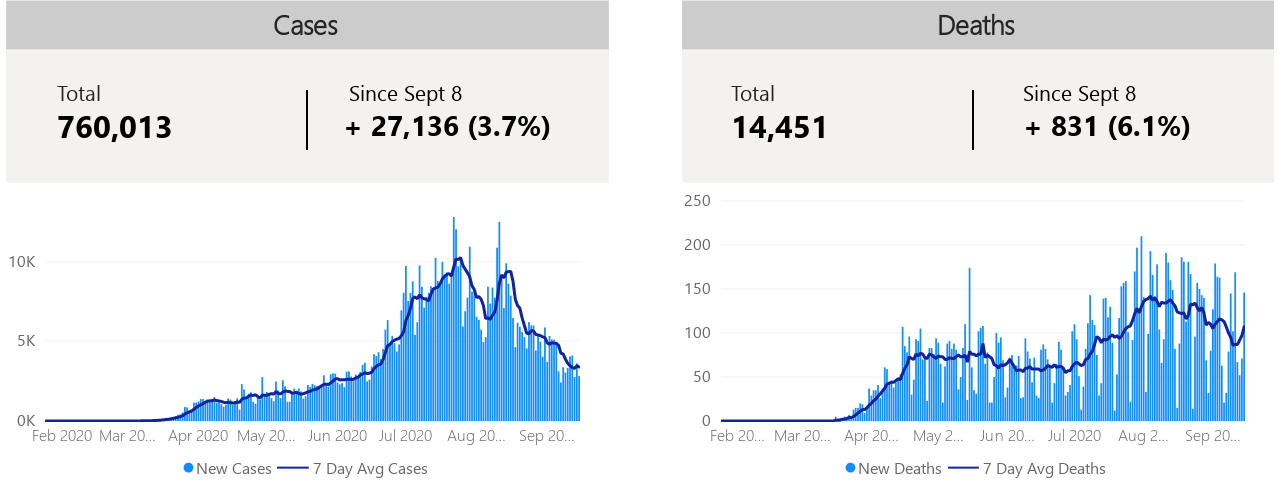 Cases
Total
760,013
Since Sept 8
+ 27,136 (3.7%)
10K
5K
0K
Feb 2020 Mar 20... Apr 2020 May 20... Jun 2020 Jul 2020 Aug 20... Sep 20...
New Cases 7 Day Avg Cases
Deaths
Total
14,451
Since Sept 8
+ 831 (6.1%)
250
200
150
100
50
0
Feb 20... Mar 20... Apr 20... May 2... Jun 20... Jul 2020 Aug 2... Sep 20...
New Deaths 7 Day Avg Deaths